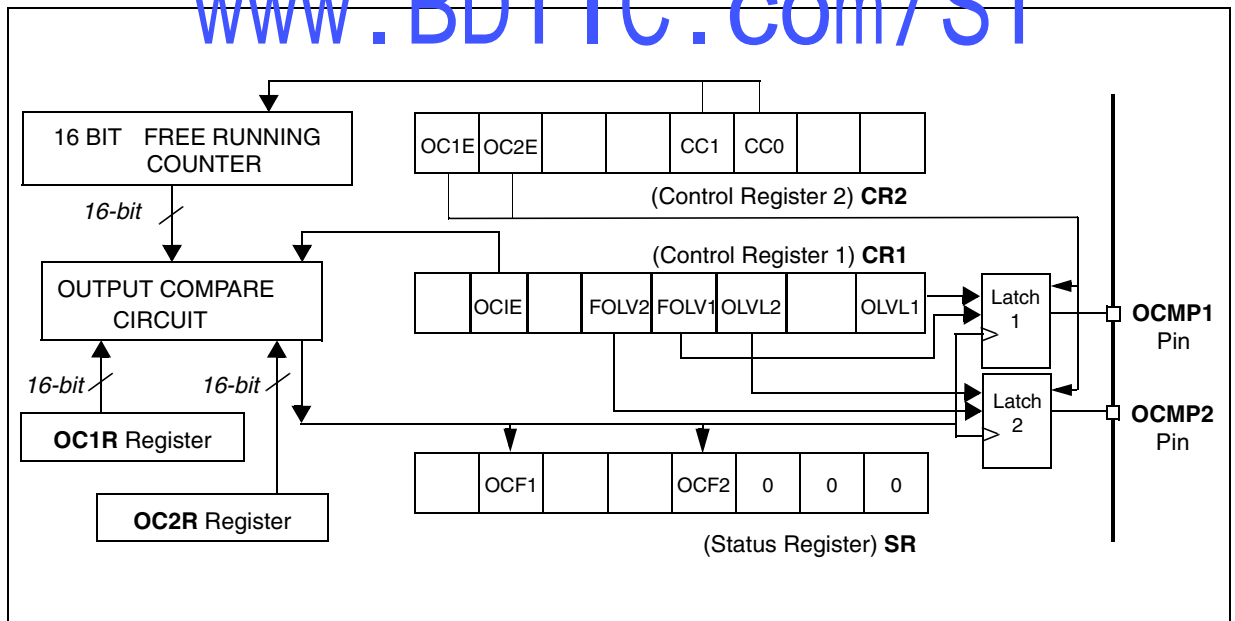 www.BDTIC.com/ST
16 BIT FREE RUNNING
COUNTER
16-bit
OUTPUT COMPARE
CIRCUIT
16-bit
16-bit
OC1R Register
OC2R Register
OC1E OC2E CC1 CC0
(Control Register 2) CR2
(Control Register 1) CR1
OCIE FOLV2 FOLV1 OLVL2 OLVL1
OCF1 OCF2 0 0 0
(Status Register) SR
Latch
1
Latch
2
OCMP1
Pin
OCMP2
Pin